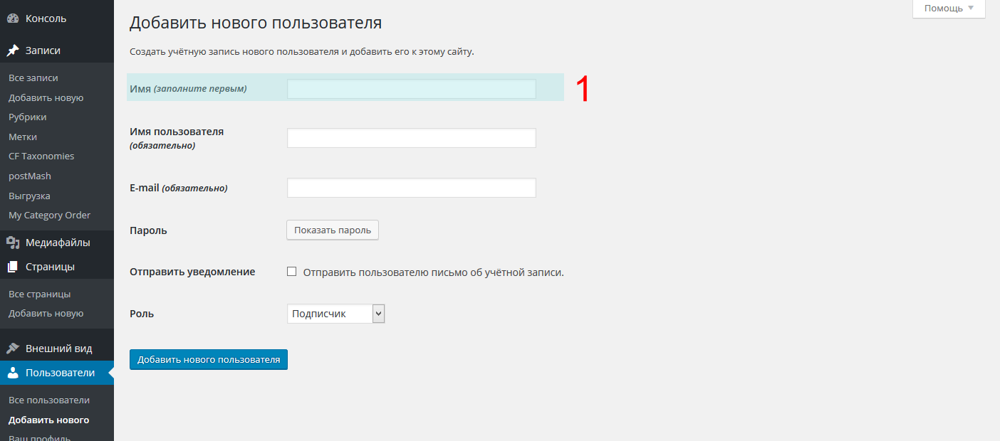 Консоль
Записи
Все записи
Добавить новую
Рубрики
Метки
CF Taxonomies
postMash
Выгрузка
My Category Order
Медиафайлы
Страницы
Все страницы
Добавить новую
Внешний вид
Пользователи
Все пользователи
Добавить нового
Ваш профиль
Помощь
Добавить нового пользователя
Создать учётную запись нового пользователя и добавить его к этому сайту.
Имя (заполните первым)
1
Имя пользователя
(обязательно)
E-mail (обязательно)
Пароль
Показать пароль
Отправить уведомление
Отправить пользователю письмо об учётной записи.
Роль
Подписчик
Добавить нового пользователя